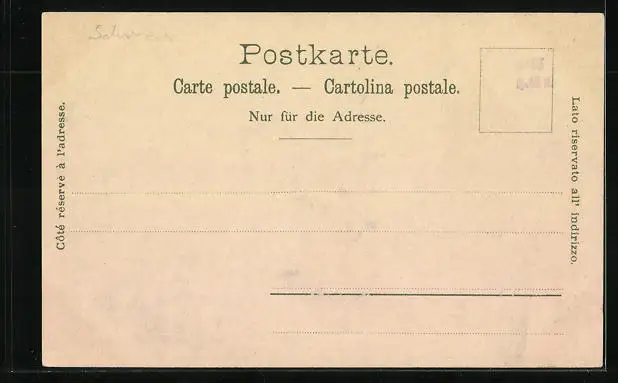 Postkarte.
Carte postale. — Cartolina postale.
Nur für die Adresse.
Côté réservé à l'adresse.
Lato riservato all' indirizzo.